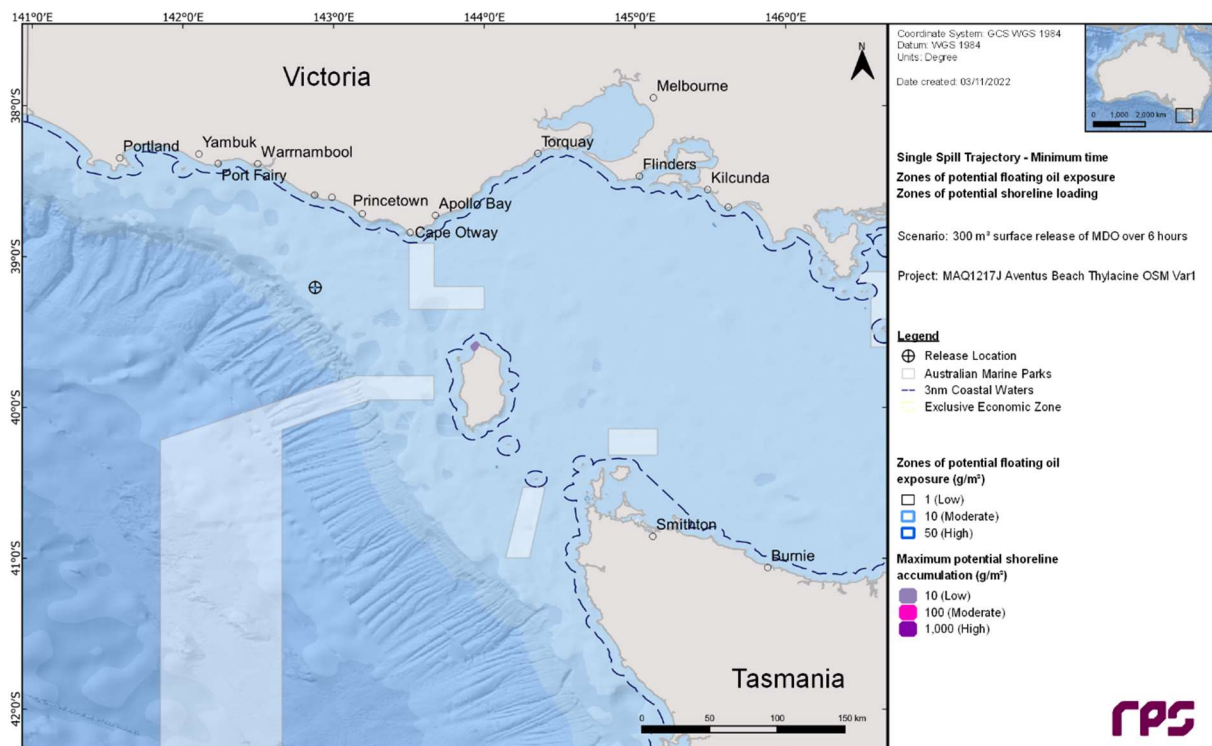 141°0'E 142°0'E 143°0'E 144°0'E 145°0'E 146°0'E
38°0'S
39°0'S
40°0'S
41°0'S
42°0'S
Victoria
N
Melbourne
Portland
Yambuk
Warrnambool
Port Fairy
Torquay
Flinders
Kilcunda
Princetown
Apollo Bay
Cape Otway
Smithton
Burnie
Tasmania
0 50 100 150 km
Coordinate System: GCS WGS 1984
Datum: WGS 1984
Units: Degree
Date created: 03/11/2022
0 1,000 2,000 km
Single Spill Trajectory - Minimum time
Zones of potential floating oil exposure
Zones of potential shoreline loading
Scenario: 300 m³ surface release of MDO over 6 hours
Project: MAQ1217J Aventus Beach Thylacine OSM Var1
Legend
Release Location
Australian Marine Parks
3nm Coastal Waters
Exclusive Economic Zone
Zones of potential floating oil
exposure (g/m²)
1 (Low)
10 (Moderate)
50 (High)
Maximum potential shoreline
accumulation (g/m²)
10 (Low)
100 (Moderate)
1,000 (High)
rps